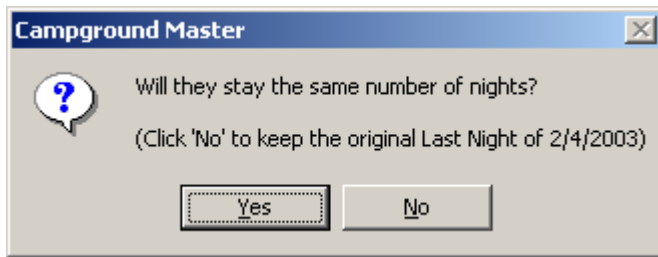 Campground Master
Will they stay the same number of nights?
(Click 'No' to keep the original Last Night of 2/4/2003)
Yes
No